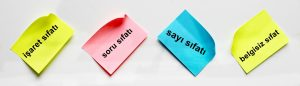 işaret sıfatı
soru sıfatı
sayı sıfatı
belgisiz sıfat